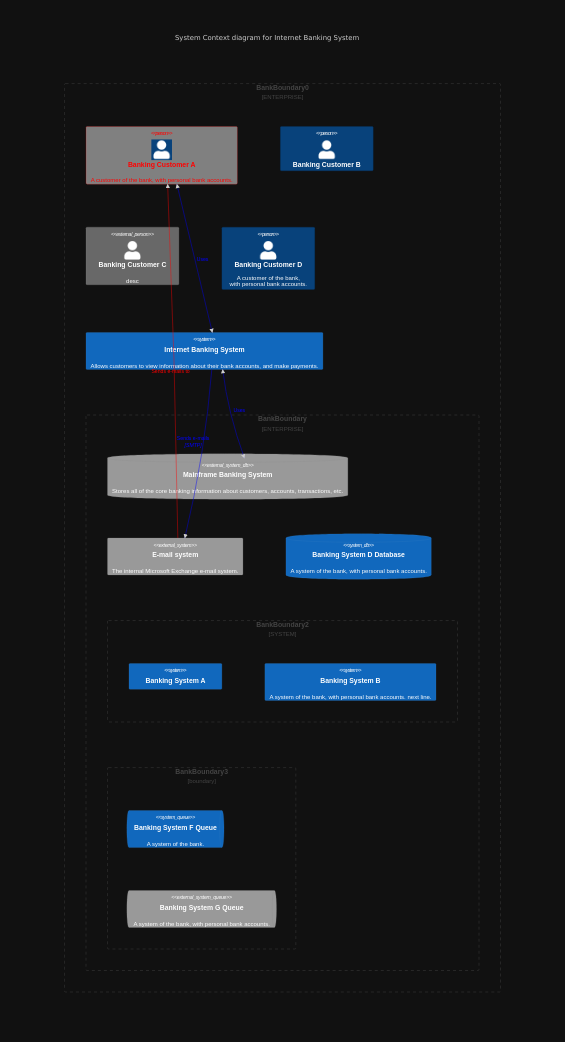 System Context diagram for Internet Banking System
BankBoundary0
[ENTERPRISE]
<<person>>
Banking Customer A
A customer of the bank, with personal bank accounts.
<<person>>
Banking Customer B
<<external_person>>
Banking Customer C
desc
<<person>>
Banking Customer D
A customer of the bank,
with personal bank accounts.
<<system>>
Internet Banking System
Allows customers to view information about their bank accounts, and make payments.
Sends e-mails to
BankBoundary
[ENTERPRISE]
<<external_system_db>>
Mainframe Banking System
Stores all of the core banking information about customers, accounts, transactions, etc.
<<external_system>>
E-mail system
The internal Microsoft Exchange e-mail system.
<<system_db>>
Banking System D Database
A system of the bank, with personal bank accounts.
BankBoundary2
[SYSTEM]
<<system>>
Banking System A
<<system>>
Banking System B
A system of the bank, with personal bank accounts. next line.
BankBoundary3
[boundary]
<<system_queue>>
Banking System F Queue
A system of the bank.
<<external_system_queue>>
Banking System G Queue
A system of the bank, with personal bank accounts.